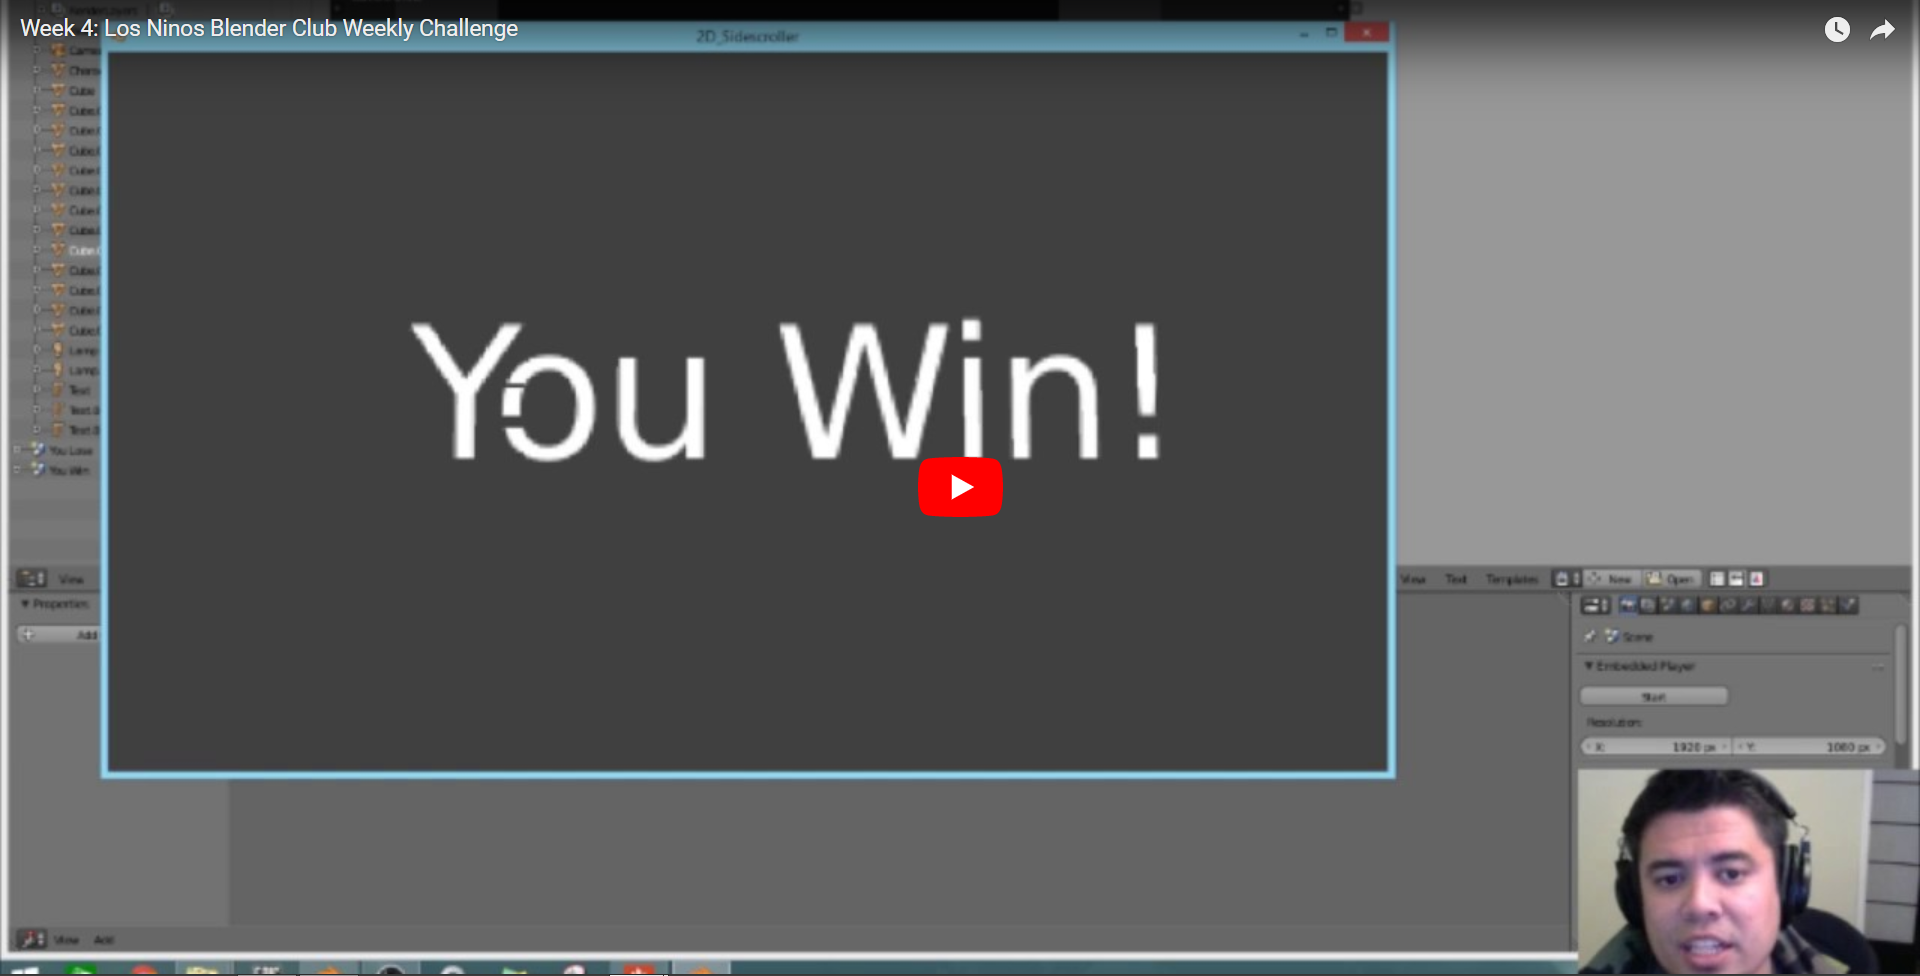 Week 4: Los Ninos Blender Club Weekly Challenge
2D_Sidescroller
RenderLayers
Cube
Cube.
Cube.
Cube.
Cube.
Cube.
Cube.
Cube.
Cube.
Cube.
Cube.
Cube.
Cube.
Lamp
Lamp.
Text
Text.
Text.
You Lose
You Win
You Win!
View
View Text Templates New Open
Properties
Add
Scene
Embedded Player
Start
Resolution:
X: 1920 px Y: 1080 px
View Add